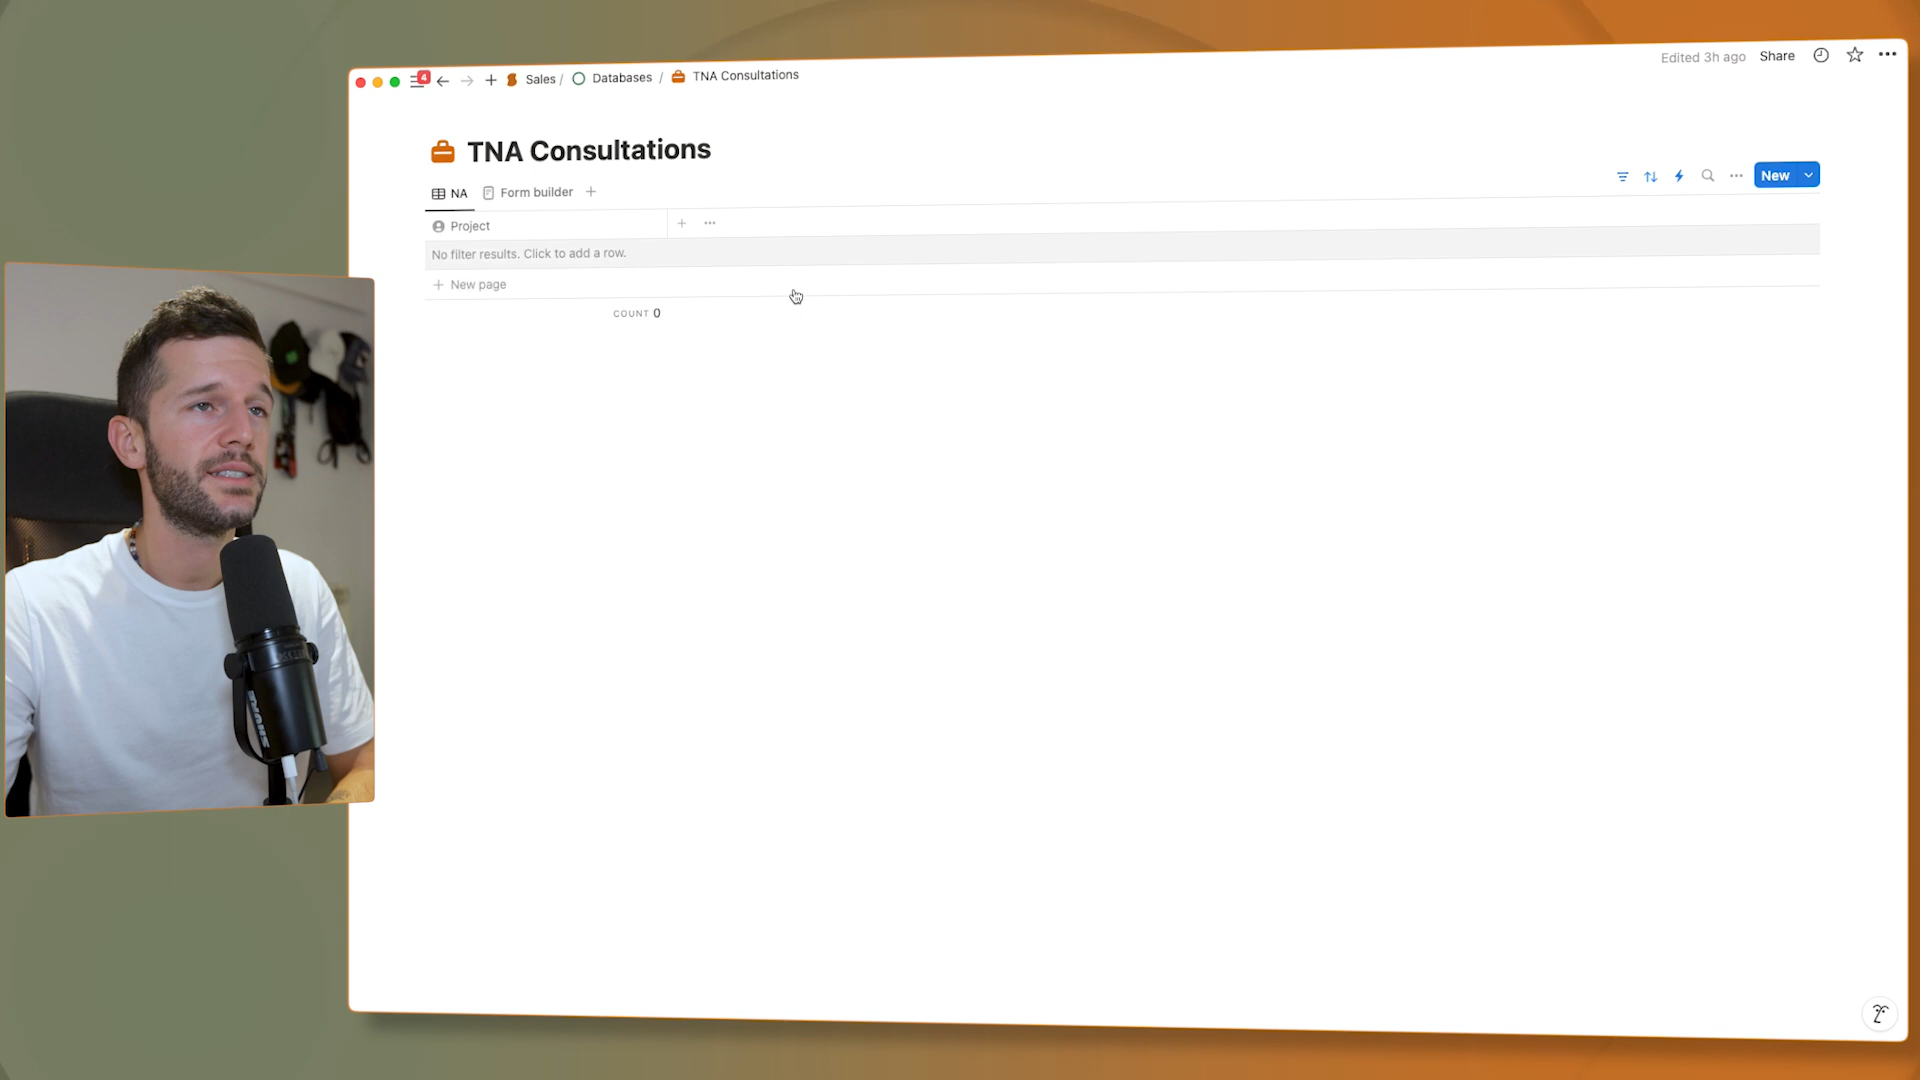 4
Sales / Databases / TNA Consultations
Edited 3h ago Share
TNA Consultations
NA Form builder
New
Project
No filter results. Click to add a row.
New page
COUNT 0